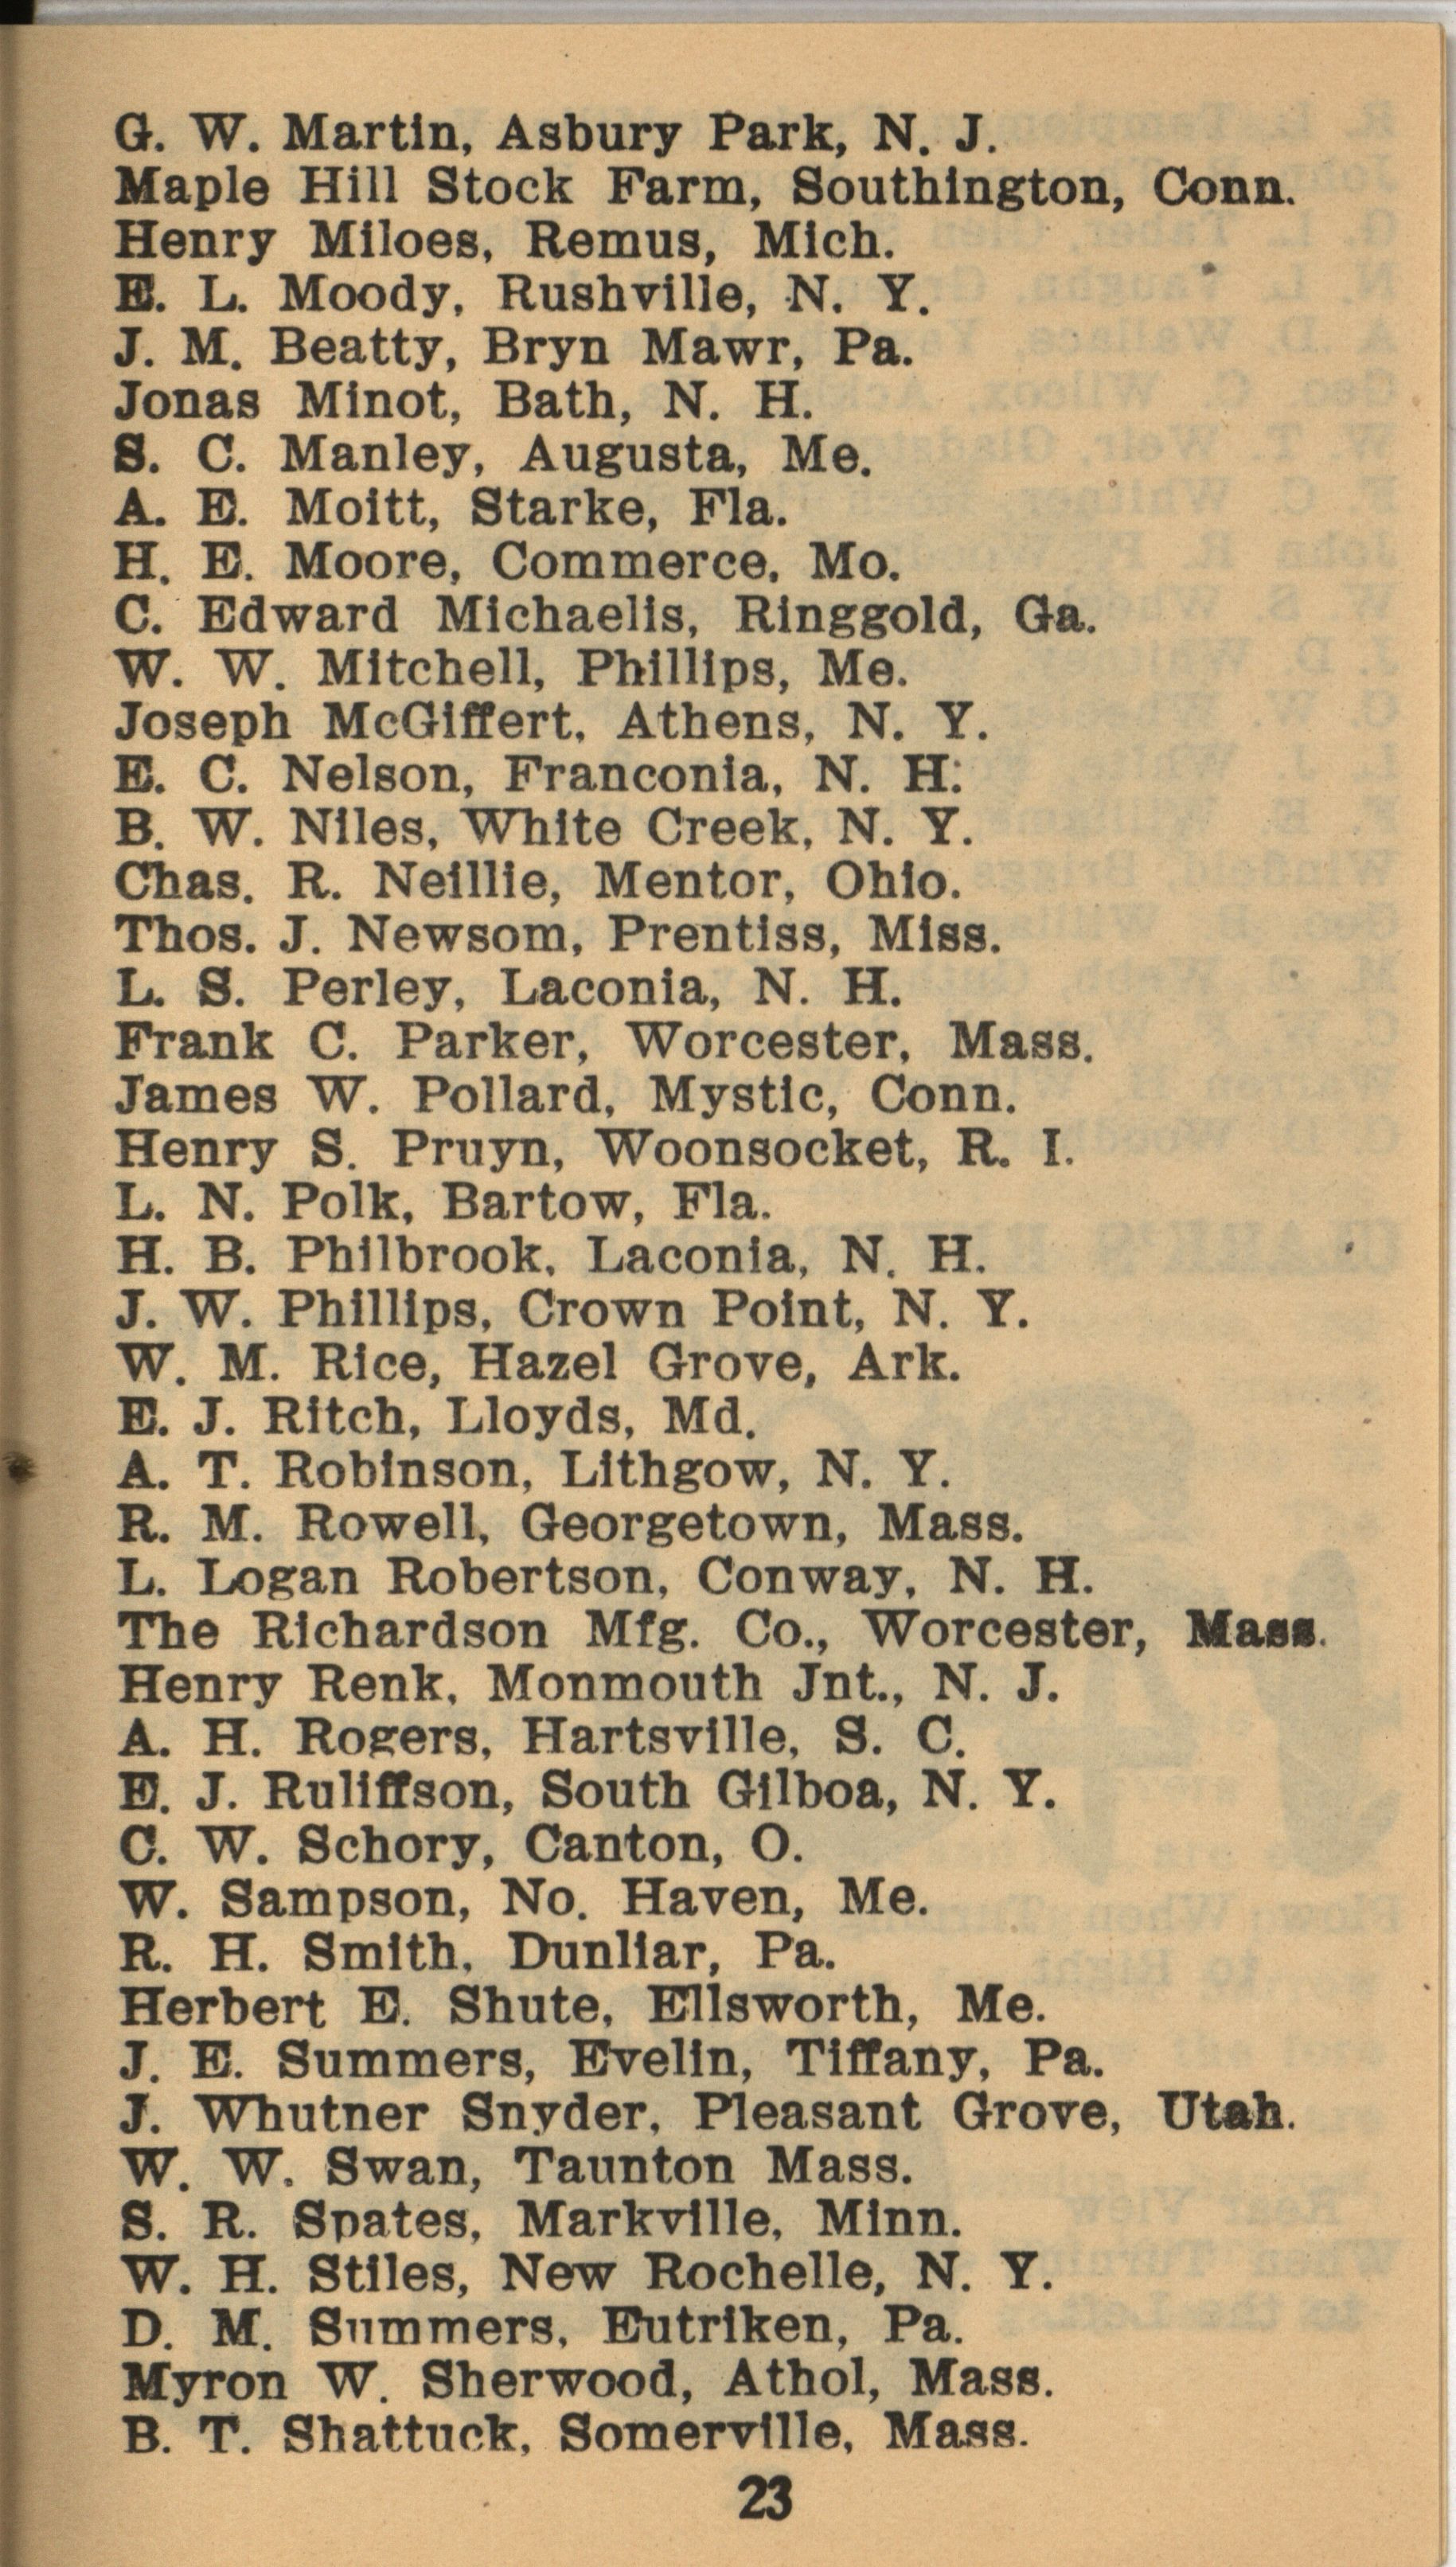 G. W. Martin, Asbury Park, N. J.
Maple Hill Stock Farm, Southington, Conn.
Henry Miloes, Remus, Mich.
E. L. Moody, Rushville, N. Y.
J. M. Beatty, Bryn Mawr, Pa.
Jonas Minot, Bath, N. H.
S. C. Manley, Augusta, Me.
A. E. Moitt, Starke, Fla.
H. E. Moore, Commerce, Mo.
C. Edward Michaelis, Ringgold, Ga.
W. W. Mitchell, Phillips, Me.
Joseph McGiffert, Athens, N. Y.
E. C. Nelson, Franconia, N. H.
B. W. Niles, White Creek, N. Y.
Chas. R. Neillie, Mentor, Ohio.
Thos. J. Newsom, Prentiss, Miss.
L. S. Perley, Laconia, N. H.
Frank C. Parker, Worcester, Mass.
James W. Pollard, Mystic, Conn.
Henry S. Pruyn, Woonsocket, R. I.
L. N. Polk, Bartow, Fla.
H. B. Philbrook, Laconia, N. H.
J. W. Phillips, Crown Point, N. Y.
W. M. Rice, Hazel Grove, Ark.
E. J. Ritch, Lloyds, Md.
A. T. Robinson, Lithgow, N. Y.
R. M. Rowell, Georgetown, Mass.
L. Logan Robertson, Conway, N. H.
The Richardson Mfg. Co., Worcester, Mass.
Henry Renk, Monmouth Jnt., N. J.
A. H. Rogers, Hartsville, S. C.
E. J. Ruliffson, South Gilboa, N. Y.
C. W. Schory, Canton, O.
W. Sampson, No. Haven, Me.
R. H. Smith, Dunliar, Pa.
Herbert E. Shute, Ellsworth, Me.
J. E. Summers, Evelin, Tiffany, Pa.
J. Whutner Snyder, Pleasant Grove, Utah.
W. W. Swan, Taunton Mass.
S. R. Spates, Markville, Minn.
W. H. Stiles, New Rochelle, N. Y.
D. M. Summers, Eutriken, Pa.
Myron W. Sherwood, Athol, Mass.
B. T. Shattuck, Somerville, Mass.
23